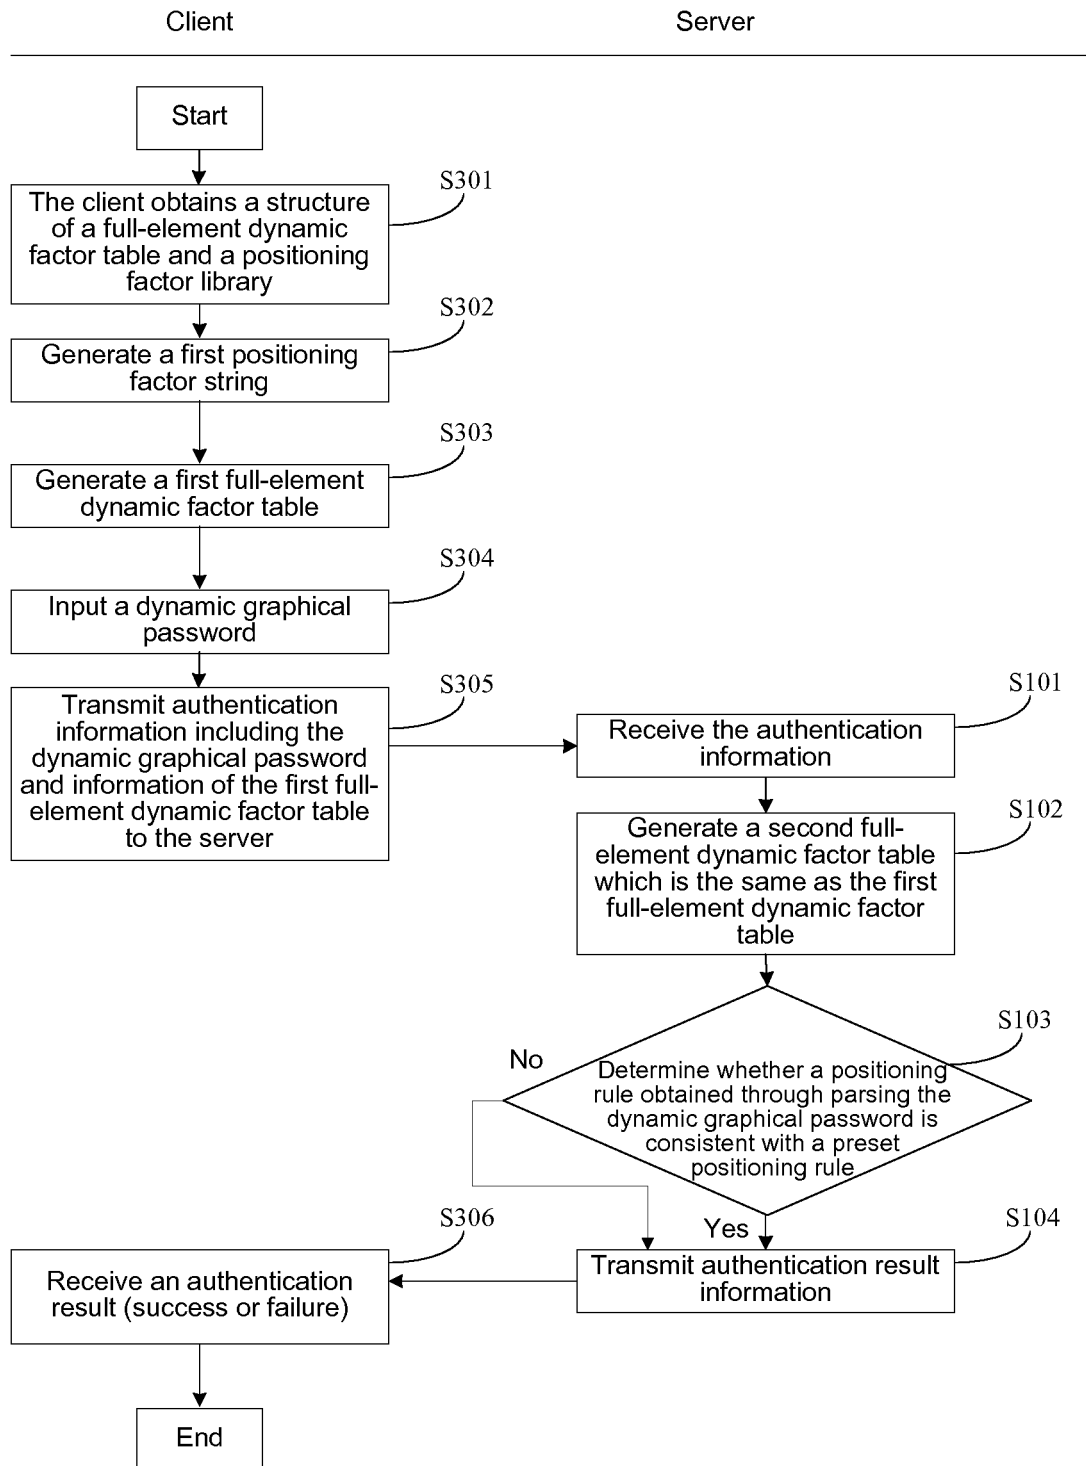 Client
Server
Start
S301
The client obtains a structure
of a full-element dynamic
factor table and a positioning
factor library
S302
Generate a first positioning
factor string
S303
Generate a first full-element
dynamic factor table
S304
Input a dynamic graphical
password
S305
Transmit authentication
information including the
dynamic graphical password
and information of the first full-
element dynamic factor table
to the server
S101
Receive the authentication
information
S102
Generate a second full-
element dynamic factor table
which is the same as the first
full-element dynamic factor
table
S103
No
Determine whether a positioning
rule obtained through parsing the
dynamic graphical password is
consistent with a preset
positioning rule
Yes
S104
Transmit authentication result
information
S306
Receive an authentication
result (success or failure)
End